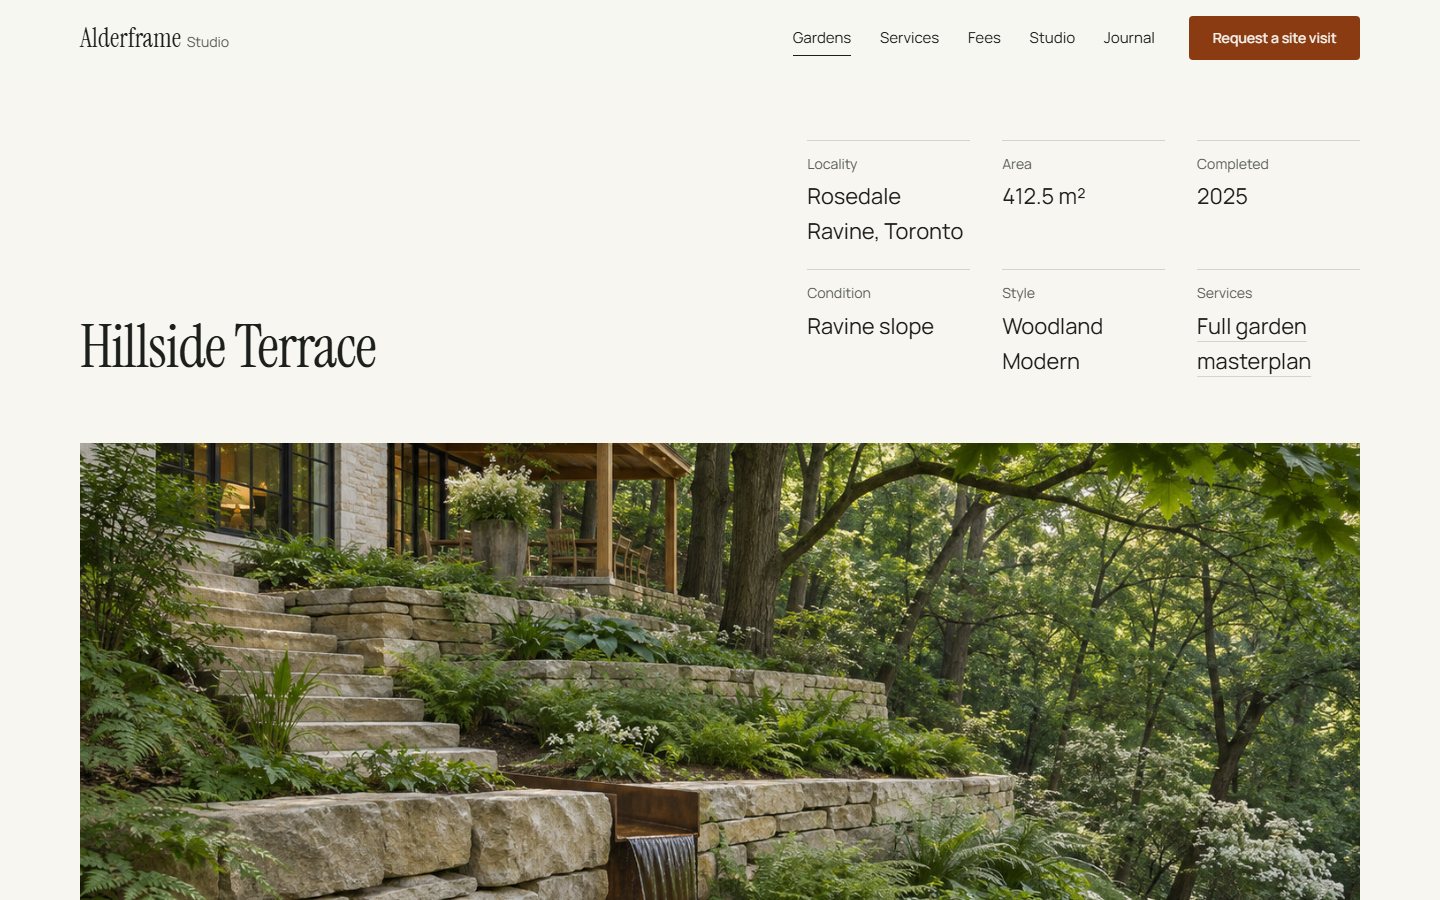 Alderframe Studio
Gardens Services Fees Studio Journal Request a site visit
Locality
Rosedale
Ravine, Toronto
Area
412.5 m²
Completed
2025
Condition
Ravine slope
Style
Woodland
Modern
Services
Full garden
masterplan
Hillside Terrace